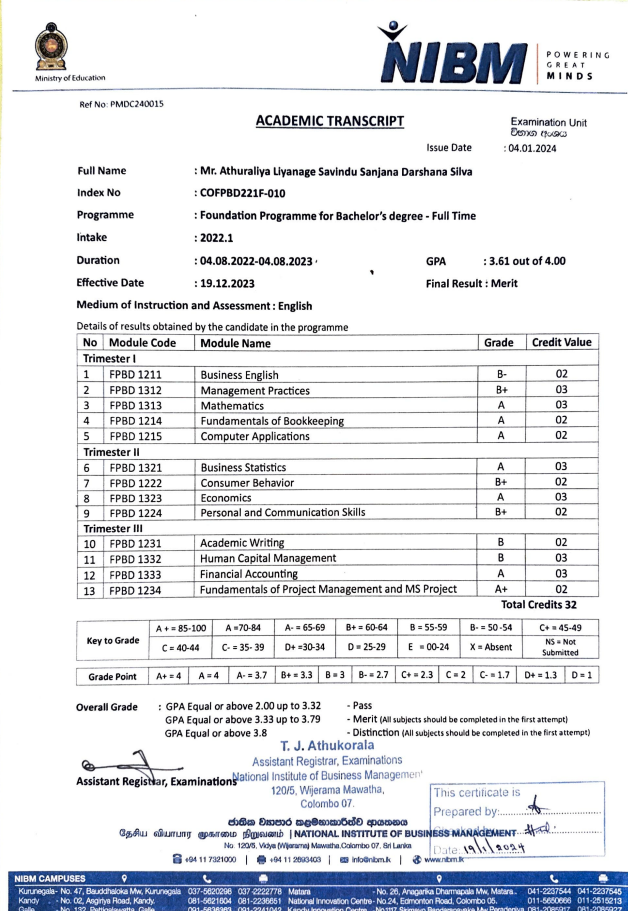 NIBM
POWERING
GREAT
MINDS
Ministry of Education
Ref No: PMDC240015
ACADEMIC TRANSCRIPT
Examination Unit
විභාග අංශය
Issue Date : 04.01.2024
Full Name : Mr. Athuraliya Liyanage Savindu Sanjana Darshana Silva
Index No : COFPBD221F-010
Programme : Foundation Programme for Bachelor's degree - Full Time
Intake : 2022.1
Duration : 04.08.2022-04.08.2023 GPA : 3.61 out of 4.00
Effective Date : 19.12.2023 Final Result : Merit
Medium of Instruction and Assessment : English
Details of results obtained by the candidate in the programme
No Module Code Module Name Grade Credit Value
Trimester I
1 FPBD 1211 Business English B- 02
2 FPBD 1312 Management Practices B+ 03
3 FPBD 1313 Mathematics A 03
4 FPBD 1214 Fundamentals of Bookkeeping A 02
5 FPBD 1215 Computer Applications A 02
Trimester II
6 FPBD 1321 Business Statistics A 03
7 FPBD 1222 Consumer Behavior B+ 02
8 FPBD 1323 Economics A 03
9 FPBD 1224 Personal and Communication Skills B+ 02
Trimester III
10 FPBD 1231 Academic Writing B 02
11 FPBD 1332 Human Capital Management B 03
12 FPBD 1333 Financial Accounting A 03
13 FPBD 1234 Fundamentals of Project Management and MS Project A+ 02
Total Credits 32
Key to Grade A + = 85-100 A =70-84 A- = 65-69 B+ = 60-64 B = 55-59 B- = 50 -54 C+ = 45-49
C = 40-44 C- = 35- 39 D+ =30-34 D = 25-29 E = 00-24 X = Absent NS = Not Submitted
Grade Point A+ = 4 A = 4 A- = 3.7 B+ = 3.3 B = 3 B- = 2.7 C+ = 2.3 C = 2 C- = 1.7 D+ = 1.3 D = 1
Overall Grade : GPA Equal or above 2.00 up to 3.32 - Pass
GPA Equal or above 3.33 up to 3.79 - Merit (All subjects should be completed in the first attempt)
GPA Equal or above 3.8 - Distinction (All subjects should be completed in the first attempt)
T. J. Athukorala
Assistant Registrar, Examinations
Assistant Registrar, Examinations
National Institute of Business Management
120/5, Wijerama Mawatha,
Colombo 07.
This certificate is
Prepared by:
Date: 19/1/2024
ජාතික ව්‍යාපාර කළමනාකාරිත්ව ආයතනය
தேசிய வியாபார முகாமை நிறுவனம் | NATIONAL INSTITUTE OF BUSINESS MANAGEMENT
No. 120/5, Vidya (Wijerama) Mawatha,Colombo 07, Sri Lanka
+94 11 7321000 | +94 11 2693403 | info@nibm.lk | www.nibm.lk
NIBM CAMPUSES
Kurunegala- No. 47, Bauddhaloka Mw, Kurunegala 037-5620298 037-2222778 Matara - No. 26, Anagarika Dharmapala Mw, Matara.. 041-2237544 041-2237545
Kandy - No. 02, Asgiriya Road, Kandy. 081-5621604 081-2236651 National Innovation Centre- No.24, Edmonton Road, Colombo 05. 011-5650666 011-2515213